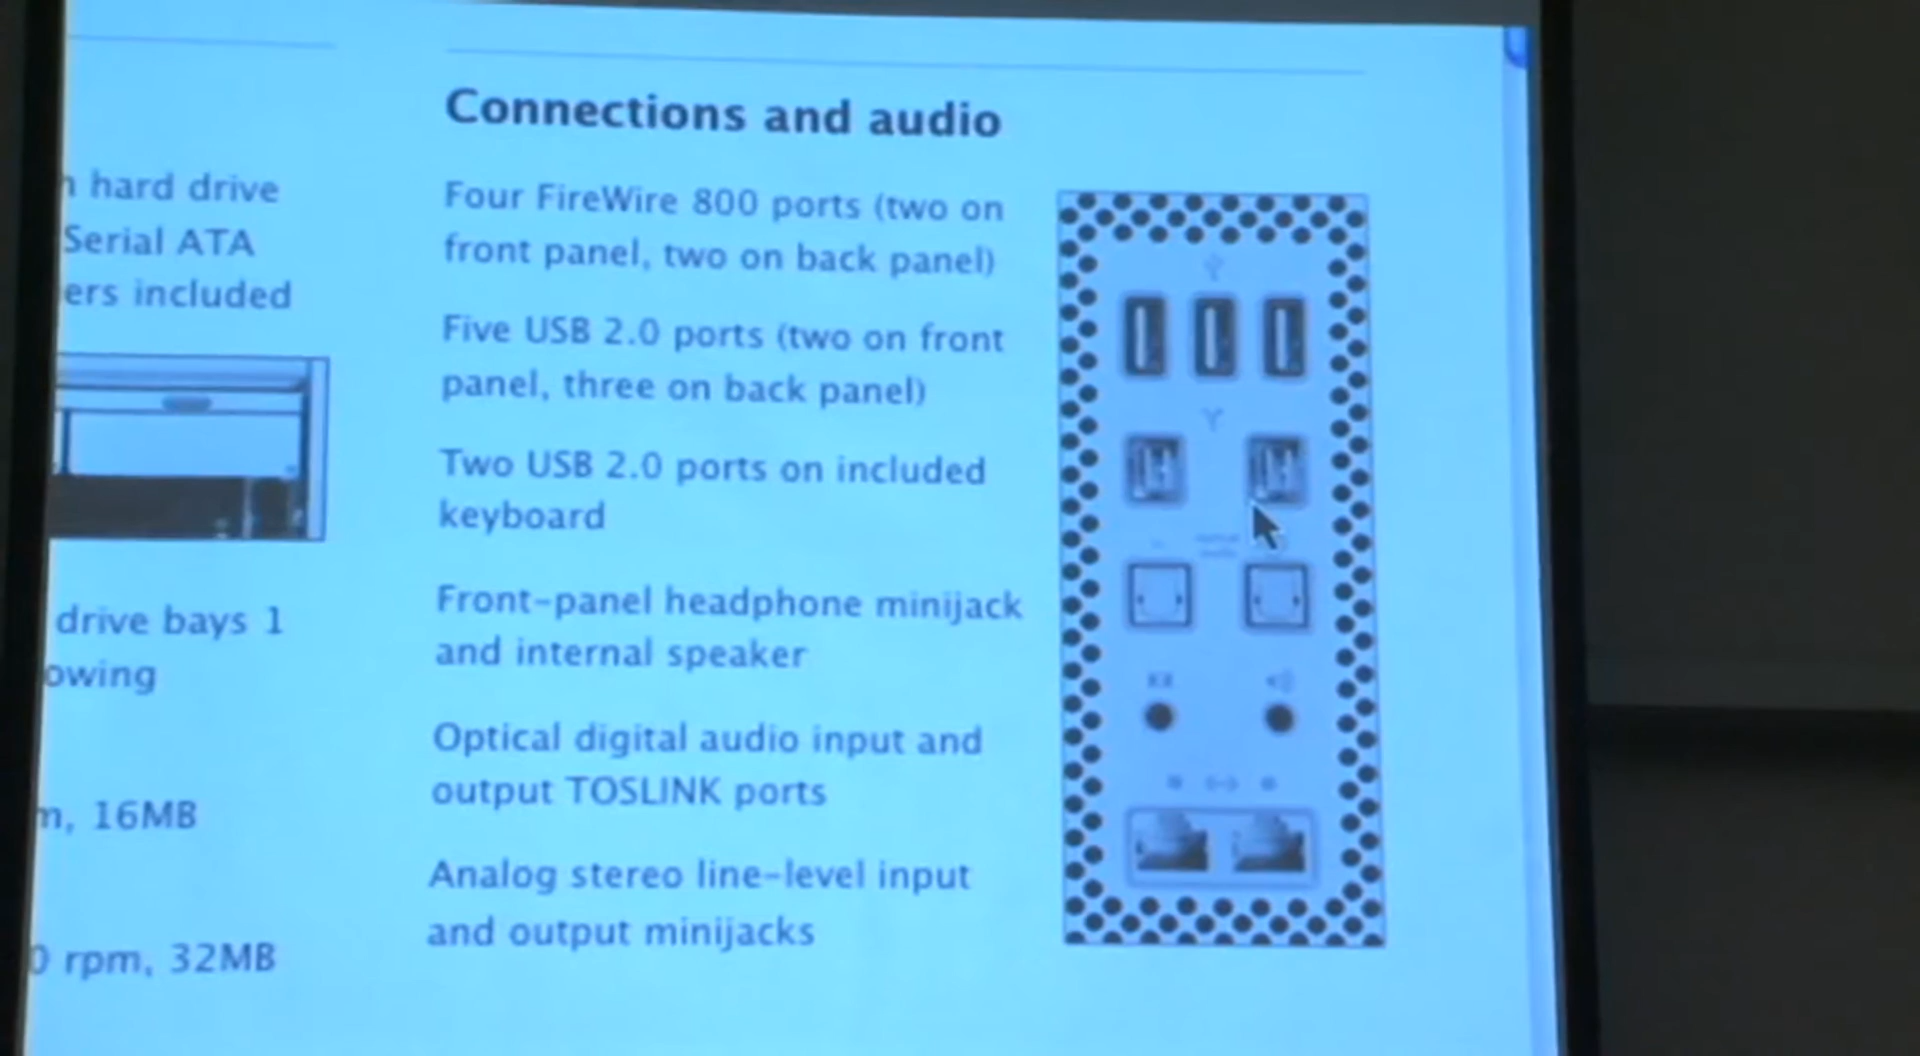 hard drive
Serial ATA
ers included
drive bays 1
owing
, 16MB
rpm, 32MB
Connections and audio
Four FireWire 800 ports (two on
front panel, two on back panel)
Five USB 2.0 ports (two on front
panel, three on back panel)
Two USB 2.0 ports on included
keyboard
Front-panel headphone minijack
and internal speaker
Optical digital audio input and
output TOSLINK ports
Analog stereo line-level input
and output minijacks